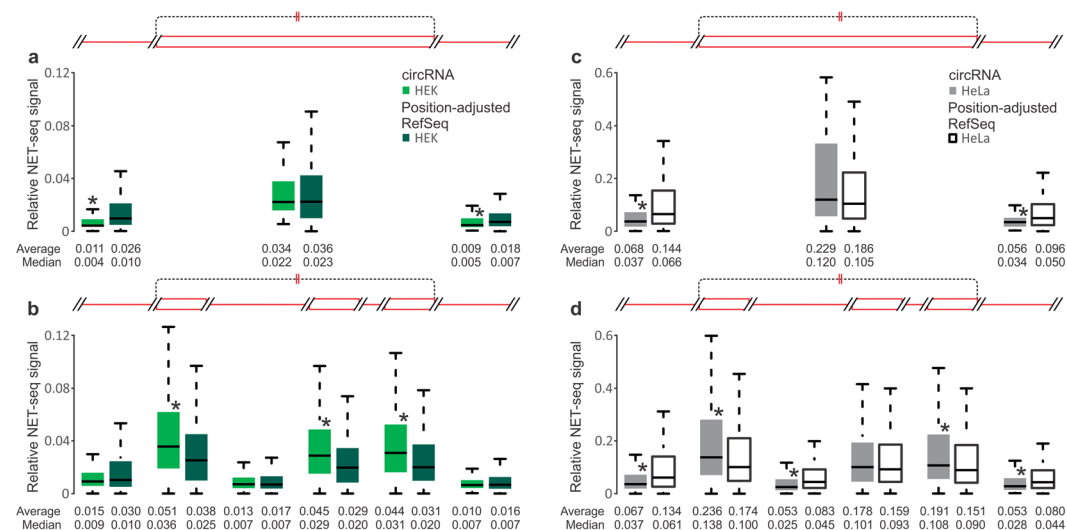 a
Relative NET-seq signal
0.12
0.08
0.04
0
circRNA
HEK
Position-adjusted
RefSeq
HEK
*
*
Average 0.011 0.026 0.034 0.036 0.009 0.018
Median 0.004 0.010 0.022 0.023 0.005 0.007
c
Relative NET-seq signal
0.6
0.4
0.2
0
circRNA
HeLa
Position-adjusted
RefSeq
HeLa
*
*
Average 0.068 0.144 0.229 0.186 0.056 0.096
Median 0.037 0.066 0.120 0.105 0.034 0.050
b
Relative NET-seq signal
0.12
0.08
0.04
0
*
*
*
Average 0.015 0.030 0.051 0.038 0.013 0.017 0.045 0.029 0.044 0.031 0.010 0.016
Median 0.009 0.010 0.036 0.025 0.007 0.007 0.029 0.020 0.031 0.020 0.007 0.007
d
Relative NET-seq signal
0.6
0.4
0.2
0
*
*
*
*
*
Average 0.067 0.134 0.236 0.174 0.053 0.083 0.178 0.159 0.191 0.151 0.053 0.080
Median 0.037 0.061 0.138 0.100 0.025 0.045 0.101 0.093 0.108 0.090 0.028 0.044